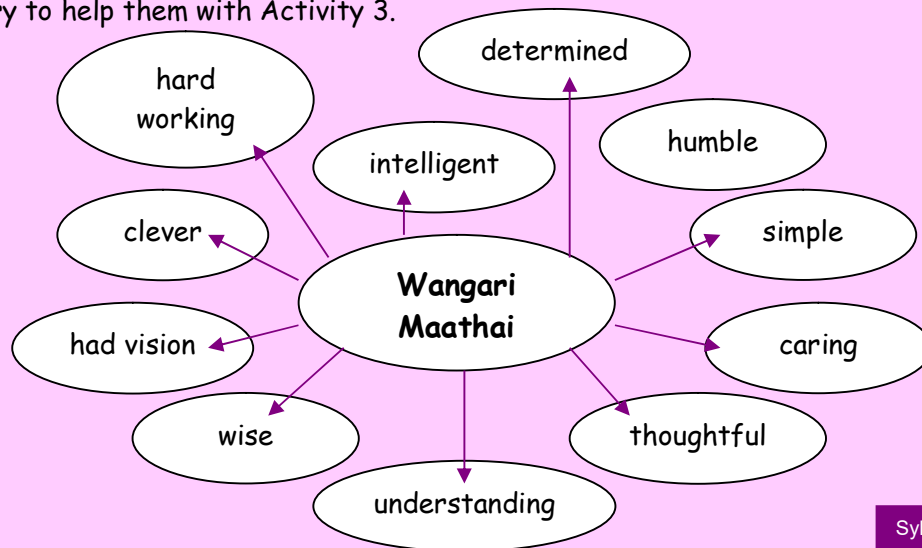 ry to help them with Activity 3.
determined
hard
working
humble
intelligent
clever
simple
Wangari
Maathai
had vision
caring
wise
thoughtful
understanding
Syl